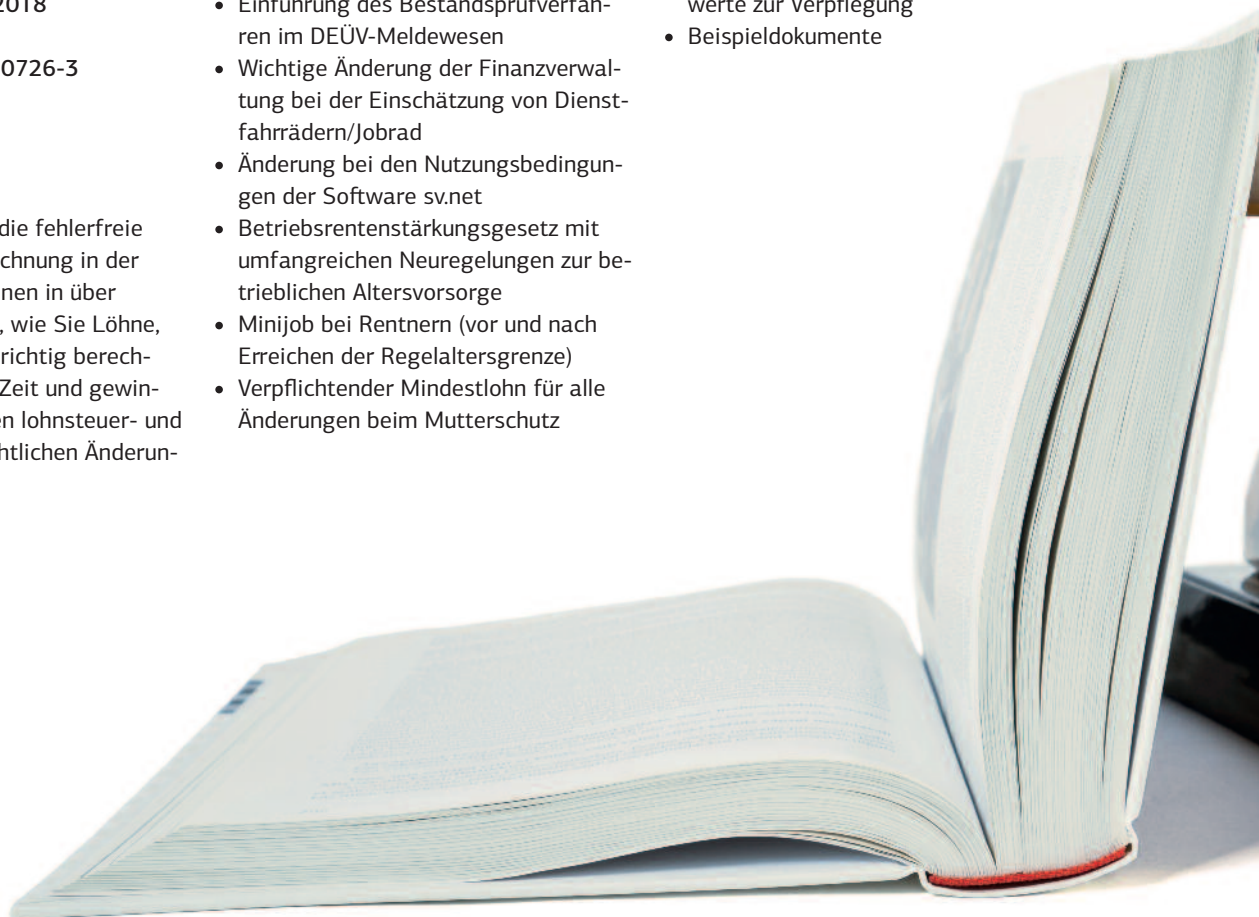 2018
0726-3
die fehlerfreie
chnung in der
nen in über
, wie Sie Löhne,
richtig berech-
Zeit und gewin-
en lohnsteuer- und
htlichen Änderun-
• Einführung des Bestandsprüfverfah-
ren im DEÜV-Meldewesen
• Wichtige Änderung der Finanzverwal-
tung bei der Einschätzung von Dienst-
fahrrädern/Jobrad
• Änderung bei den Nutzungsbedingun-
gen der Software sv.net
• Betriebsrentenstärkungsgesetz mit
umfangreichen Neuregelungen zur be-
trieblichen Altersvorsorge
• Minijob bei Rentnern (vor und nach
Erreichen der Regelaltersgrenze)
• Verpflichtender Mindestlohn für alle
Änderungen beim Mutterschutz
werte zur Verpflegung
• Beispieldokumente